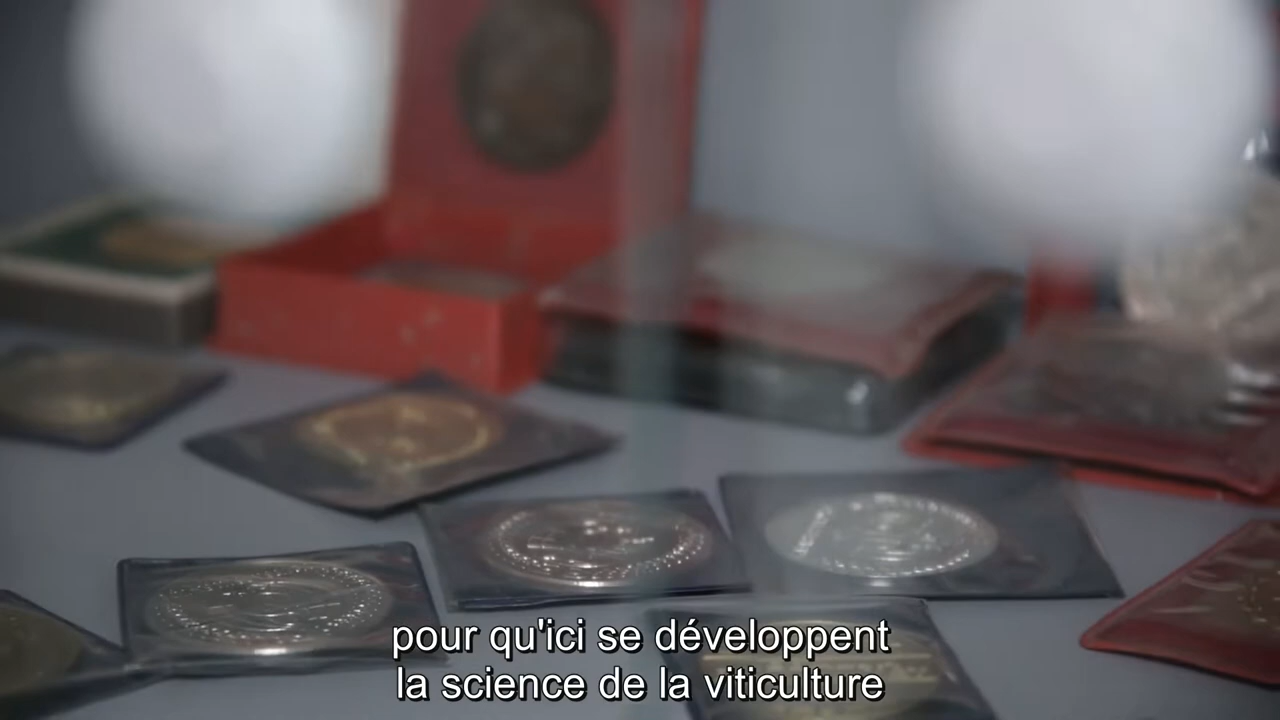 pour qu'ici se développent
la science de la viticulture